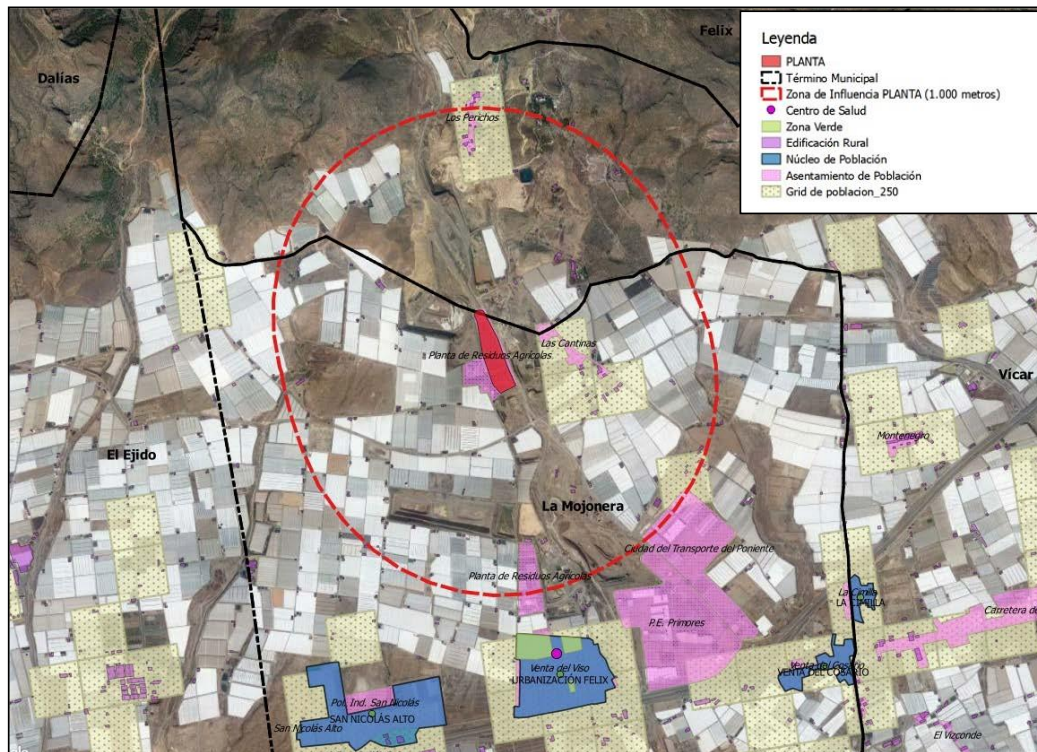 Felix
Dalías
Leyenda
PLANTA
Término Municipal
Zona de Influencia PLANTA (1.000 metros)
Centro de Salud
Zona Verde
Edificación Rural
Núcleo de Población
Asentamiento de Población
Grid de poblacion_250
Los Perichos
Las Cantinas
Planta de Residuos Agrícolas
Vícar
Montenegro
El Ejido
La Mojonera
Ciudad del Transporte del Poniente
Planta de Residuos Agrícolas
LA CIMILLA
Carretera de
P.E. Primores
Venta del Viso
URBANIZACIÓN FELIX
Venta del Cosario
VENTA DEL COSARIO
Pol. Ind. San Nicolás
SAN NICOLÁS ALTO
San Nicolás Alto
El Vizconde